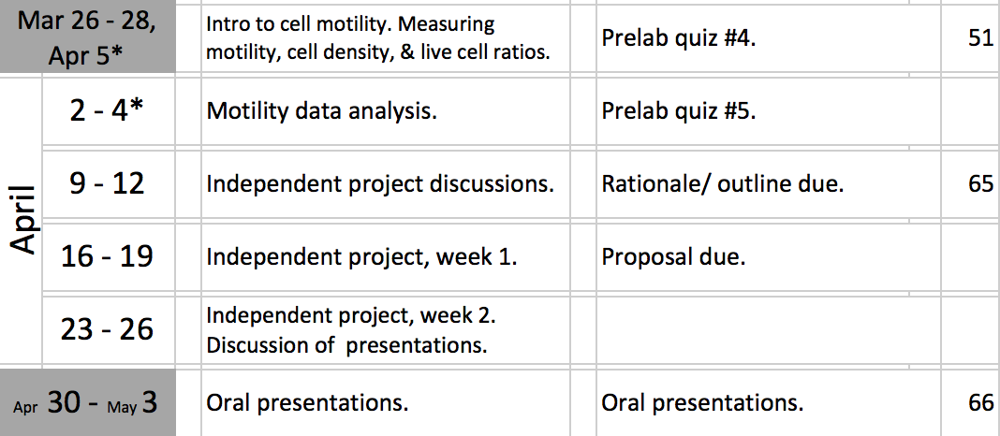 Mar 26 - 28,
Apr 5*
Intro to cell motility. Measuring
motility, cell density, & live cell ratios.
Prelab quiz #4.
51
April
2 - 4*
Motility data analysis.
Prelab quiz #5.
9 - 12
Independent project discussions.
Rationale/ outline due.
65
16 - 19
Independent project, week 1.
Proposal due.
23 - 26
Independent project, week 2.
Discussion of presentations.
Apr 30 - May 3
Oral presentations.
Oral presentations.
66